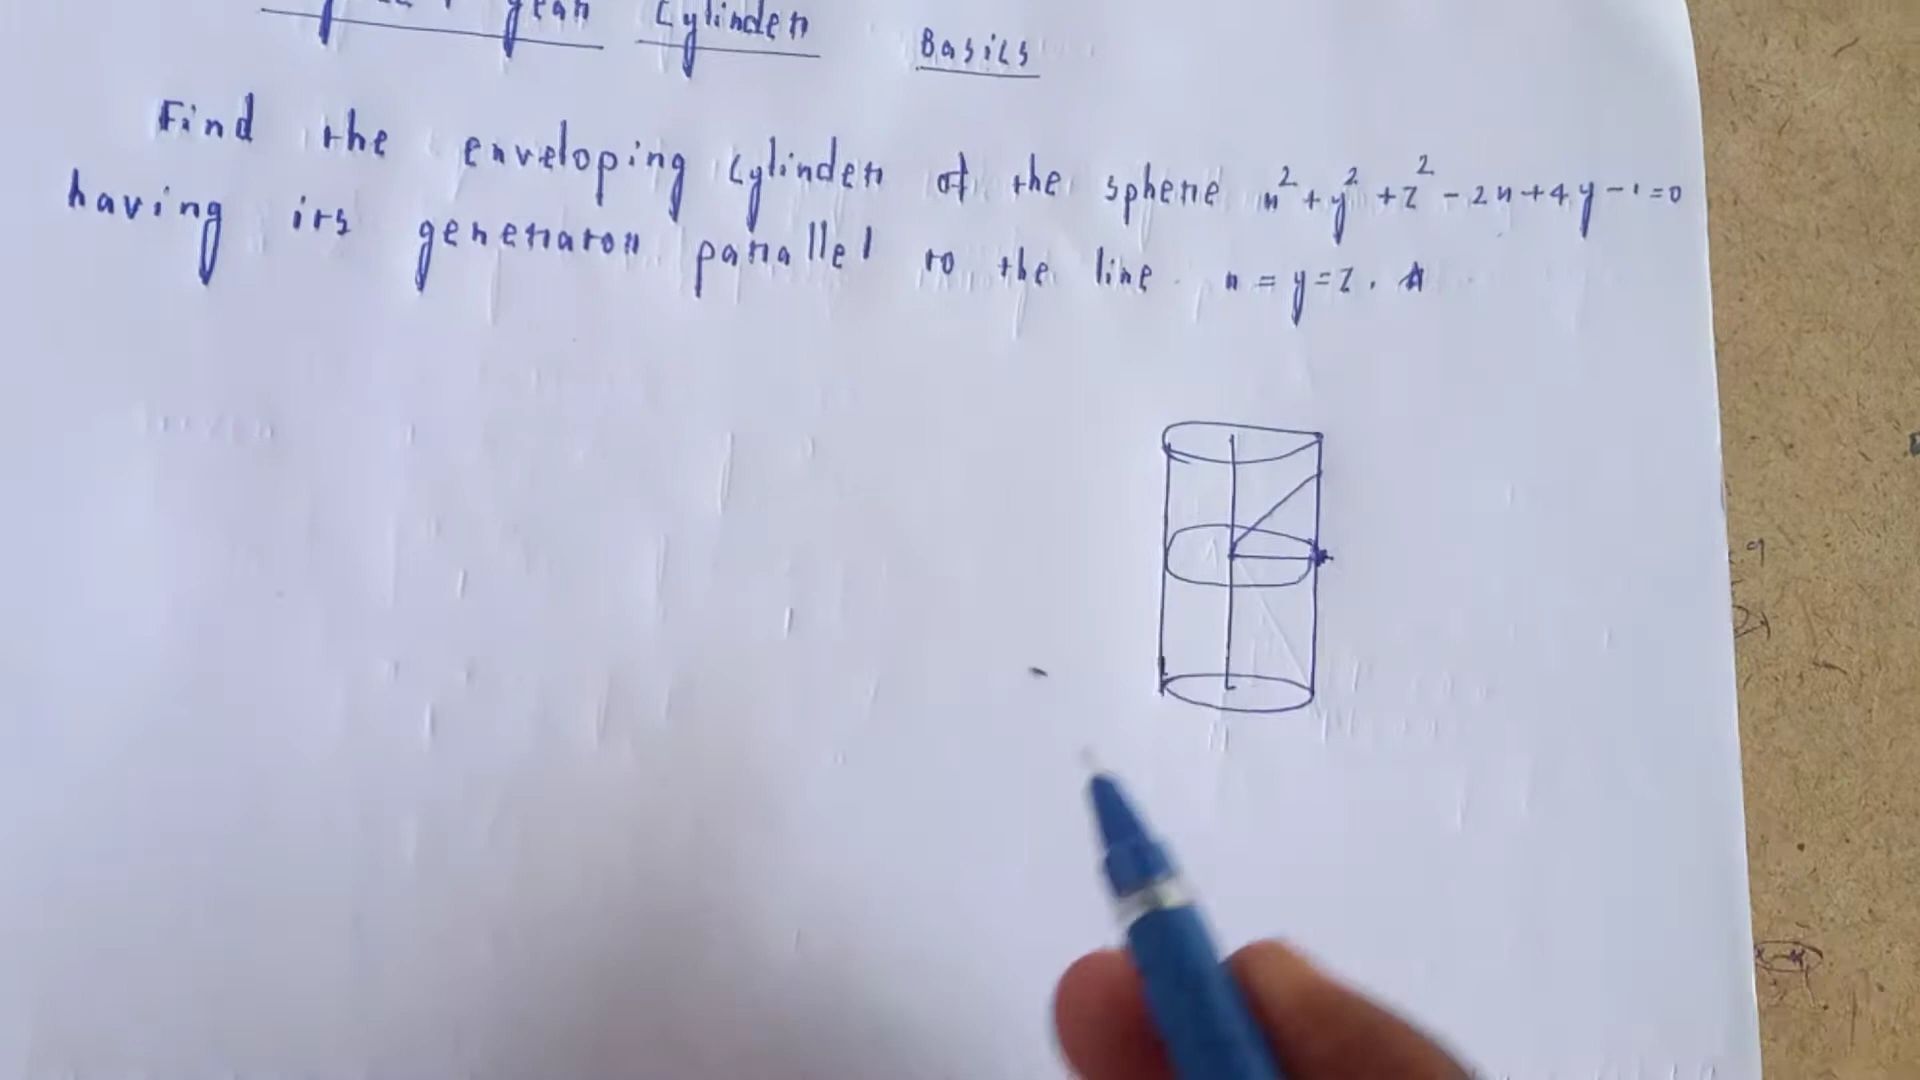 Cylinder Basics
Find the enveloping cylinder of the sphere x² + y² + z² - 2x + 4y - 1 = 0
having its generator parallel to the line x = y = z.
9